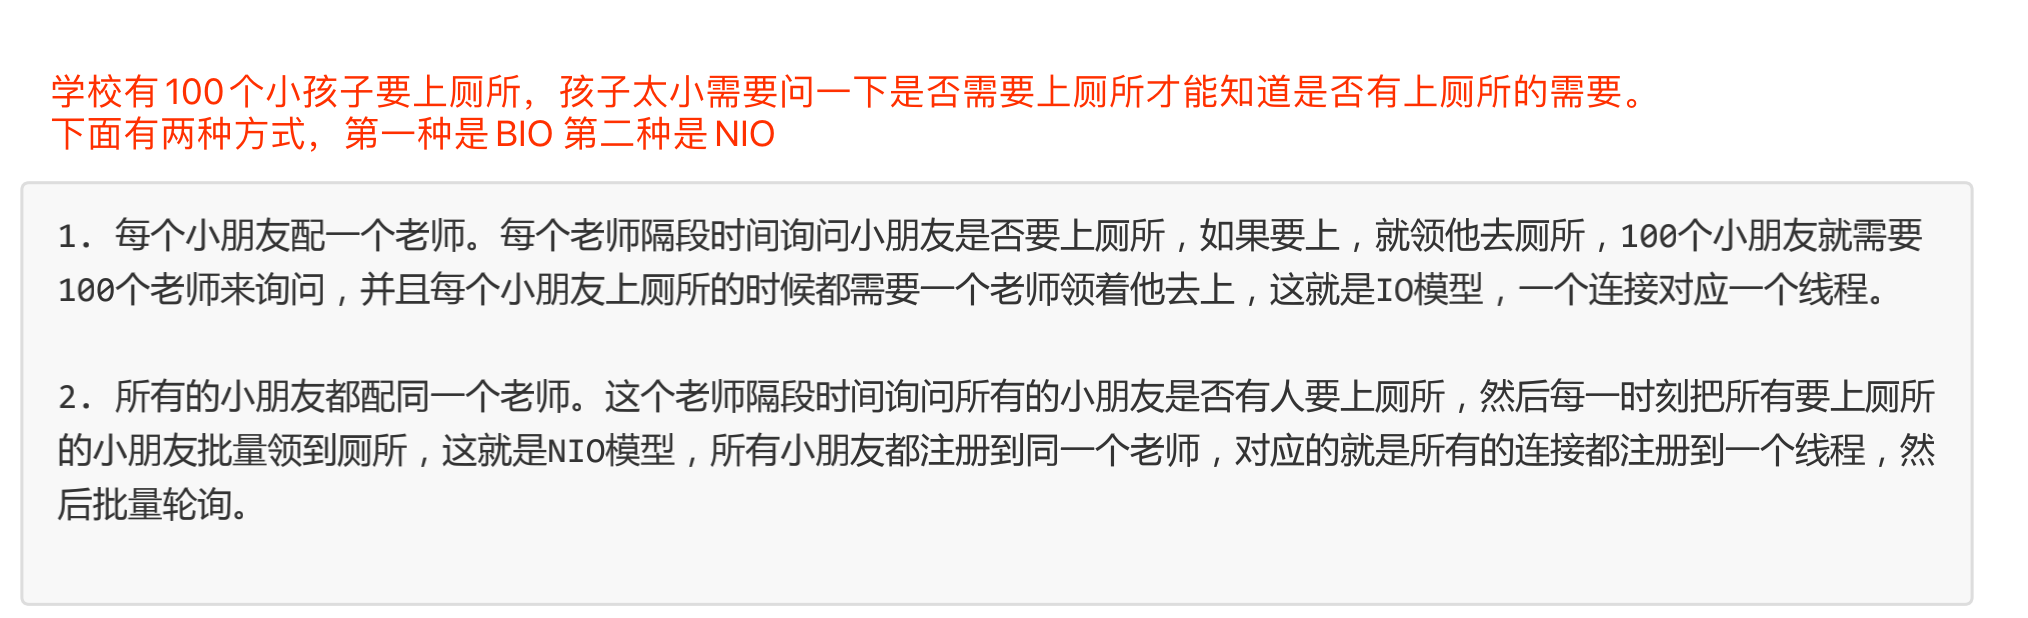 学校有100个小孩子要上厕所，孩子太小需要问一下是否需要上厕所才能知道是否有上厕所的需要。
下面有两种方式，第一种是BIO 第二种是NIO
1. 每个小朋友配一个老师。每个老师隔段时间询问小朋友是否要上厕所，如果要上，就领他去厕所，100个小朋友就需要
100个老师来询问，并且每个小朋友上厕所的时候都需要一个老师领着他去上，这就是IO模型，一个连接对应一个线程。
2. 所有的小朋友都配同一个老师。这个老师隔段时间询问所有的小朋友是否有人要上厕所，然后每一时刻把所有要上厕所
的小朋友批量领到厕所，这就是NIO模型，所有小朋友都注册到同一个老师，对应的就是所有的连接都注册到一个线程，然
后批量轮询。